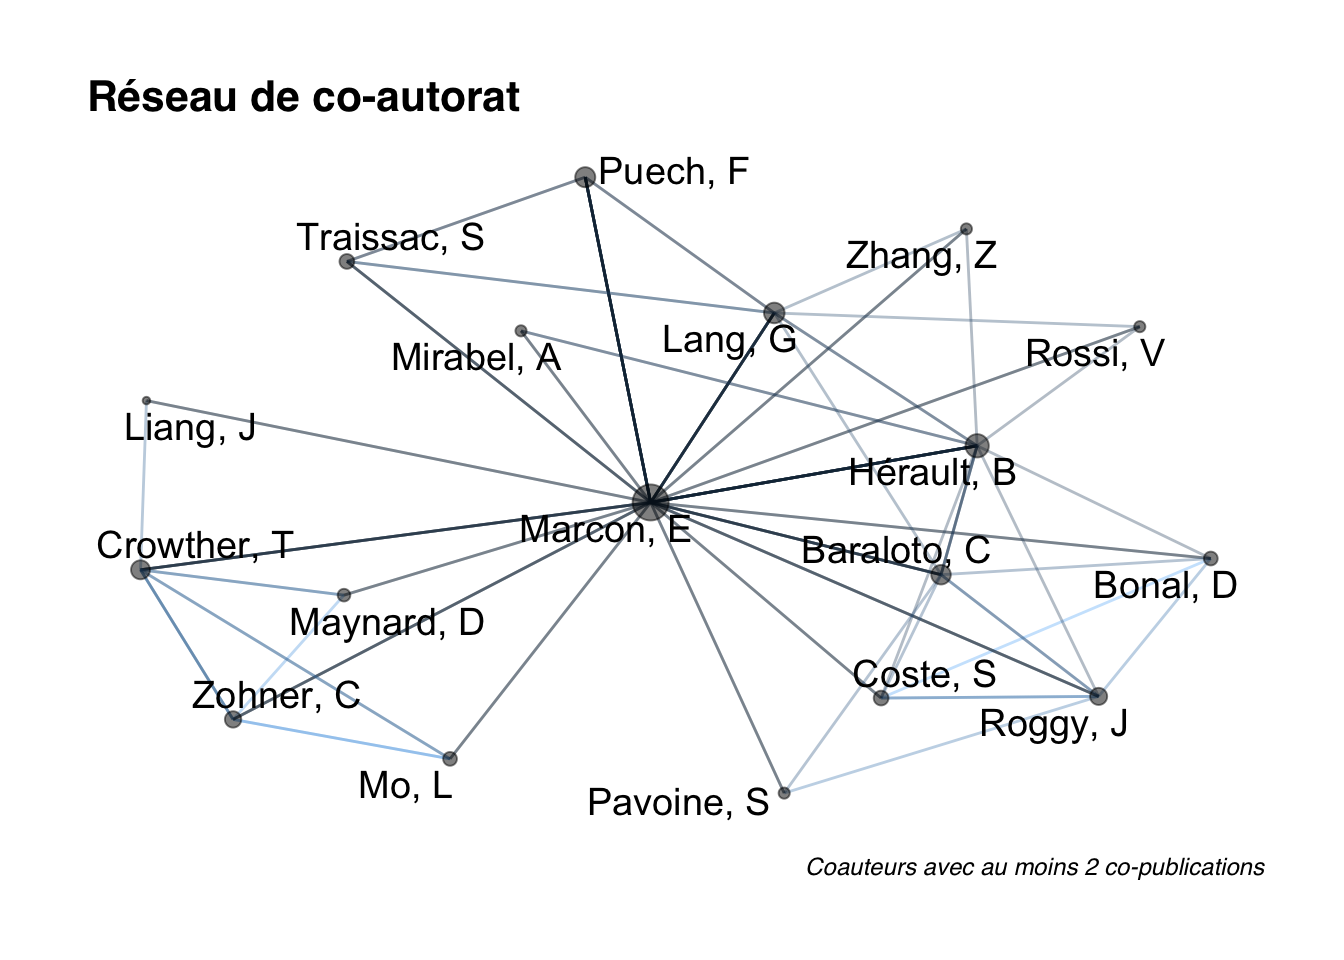 Réseau de co-autorat
Puech, F
Traissac, S
Zhang, Z
Lang, G
Rossi, V
Mirabel, A
Liang, J
Hérault, B
Marcon, E
Crowther, T
Baraloto, C
Bonal, D
Maynard, D
Coste, S
Zohner, C
Roggy, J
Mo, L
Pavoine, S
Coauteurs avec au moins 2 co-publications